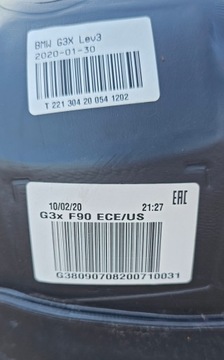 BMW G3X Lev3
2020-01-30
T 221 304 20 054 1202
10/02/20 21:27 EAC
G3x F90 ECE/US
G38090708200710031